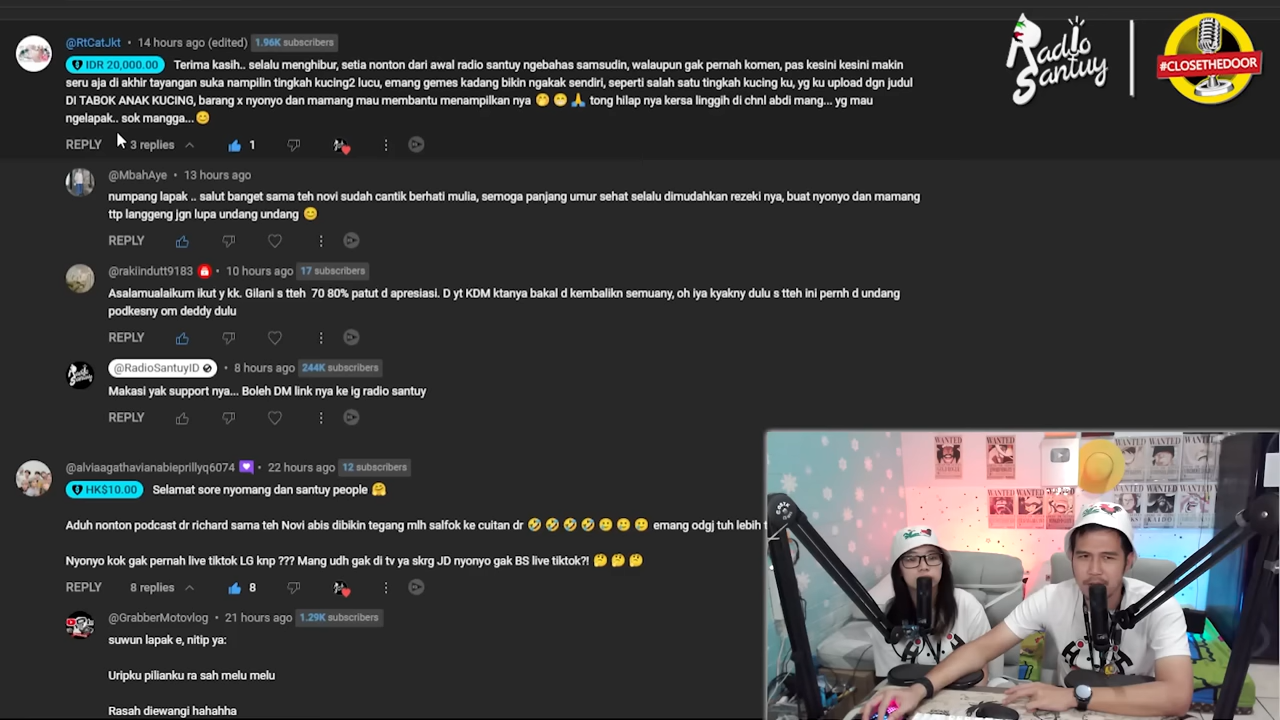 @RtCatJkt • 14 hours ago (edited) 1.96K subscribers
IDR 20,000.00 Terima kasih.. selalu menghibur, setia nonton dari awal radio santuy ngebahas samsudin, walaupun gak pernah komen, pas kesini kesini makin
seru aja di akhir tayangan suka nampilin tingkah kucing2 lucu, emang gemes kadang bikin ngakak sendiri, seperti salah satu tingkah kucing ku, yg ku upload dgn judul
DI TABOK ANAK KUCING, barang x nyonyo dan mamang mau membantu menampilkan nya 🤭 😁 🙏 tong hilap nya kersa linggih di chnl abdi mang... yg mau
ngelapak.. sok mangga... 😊
REPLY 3 replies 1
@MbahAye • 13 hours ago
numpang lapak .. salut banget sama teh novi sudah cantik berhati mulia, semoga panjang umur sehat selalu dimudahkan rezeki nya, buat nyonyo dan mamang
ttp langgeng jgn lupa undang undang 😊
REPLY
@rakiindutt9183 • 10 hours ago 17 subscribers
Asalamualaikum ikut y kk. Gilani s tteh 70 80% patut d apresiasi. D yt KDM ktanya bakal d kembalikn semuany, oh iya kyakny dulu s tteh ini pernh d undang
podkesny om deddy dulu
REPLY
@RadioSantuyID • 8 hours ago 244K subscribers
Makasi yak support nya... Boleh DM link nya ke ig radio santuy
REPLY
@alviaagathavianabieprillyq6074 • 22 hours ago 12 subscribers
HK$10.00 Selamat sore nyomang dan santuy people 🤗
Aduh nonton podcast dr richard sama teh Novi abis dibikin tegang mlh salfok ke cuitan dr 🤣 🤣 🤣 🤣 🥲 🥲 🥲 emang odgj tuh lebih t
Nyonyo kok gak pernah live tiktok LG knp ??? Mang udh gak di tv ya skrg JD nyonyo gak BS live tiktok?! 🤔 🤔 🤔
REPLY 8 replies 8
@GrabberMotovlog • 21 hours ago 1.29K subscribers
suwun lapak e, nitip ya:
Uripku pilianku ra sah melu melu
Rasah diewangi hahahha
Radio
Santuy
#CLOSETHEDOOR
WANTED
WANTED
WANTED
WANTED
WANTED